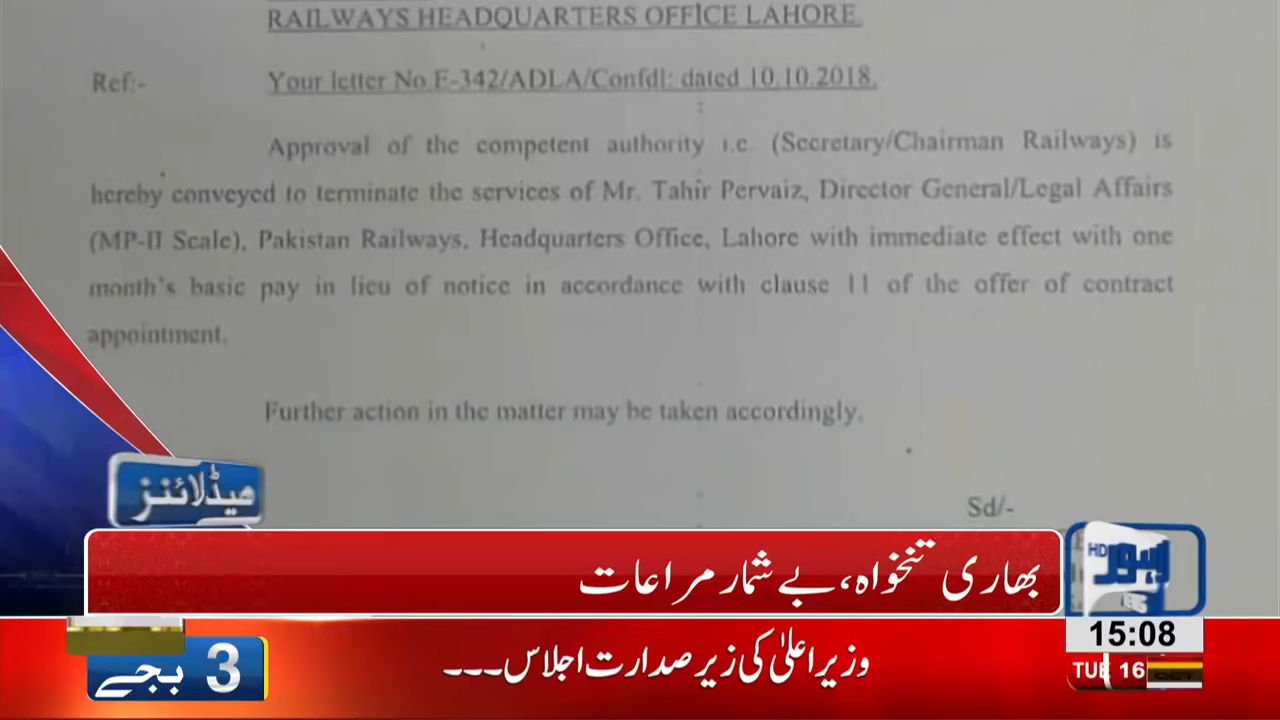 RAILWAYS HEADQUARTERS OFFICE LAHORE
Ref:- Your letter No.E-342/ADLA/Confdl: dated 10.10.2018.
Approval of the competent authority i.e. (Secretary/Chairman Railways) is
hereby conveyed to terminate the services of Mr. Tahir Pervaiz, Director General/Legal Affairs
(MP-II Scale), Pakistan Railways, Headquarters Office, Lahore with immediate effect with one
month's basic pay in lieu of notice in accordance with clause 11 of the offer of contract
appointment.
Further action in the matter may be taken accordingly.
Sd/-
ہیڈلائنز
بھاری تنخواہ، بے شمار مراعات
HD
NEWS
15:08
TUE 16
3 بجے
وزیراعلیٰ کی زیر صدارت اجلاس۔۔۔